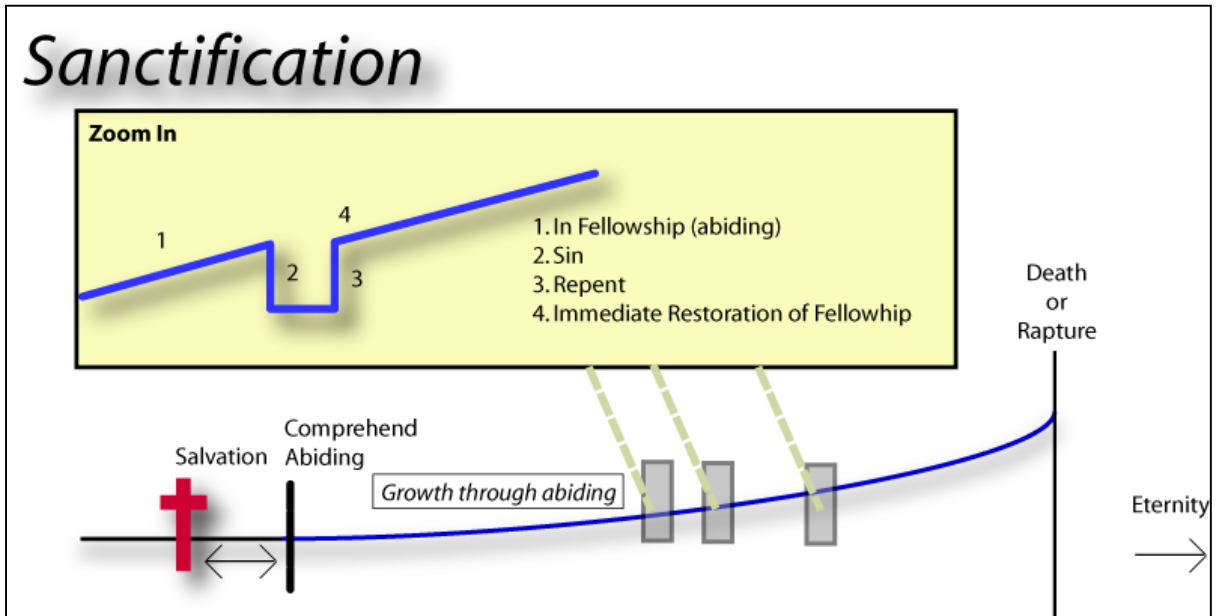 Sanctification
Zoom In
1
2
3
4
1. In Fellowship (abiding)
2. Sin
3. Repent
4. Immediate Restoration of Fellowhip
Death
or
Rapture
Comprehend
Abiding
Salvation
Growth through abiding
Eternity